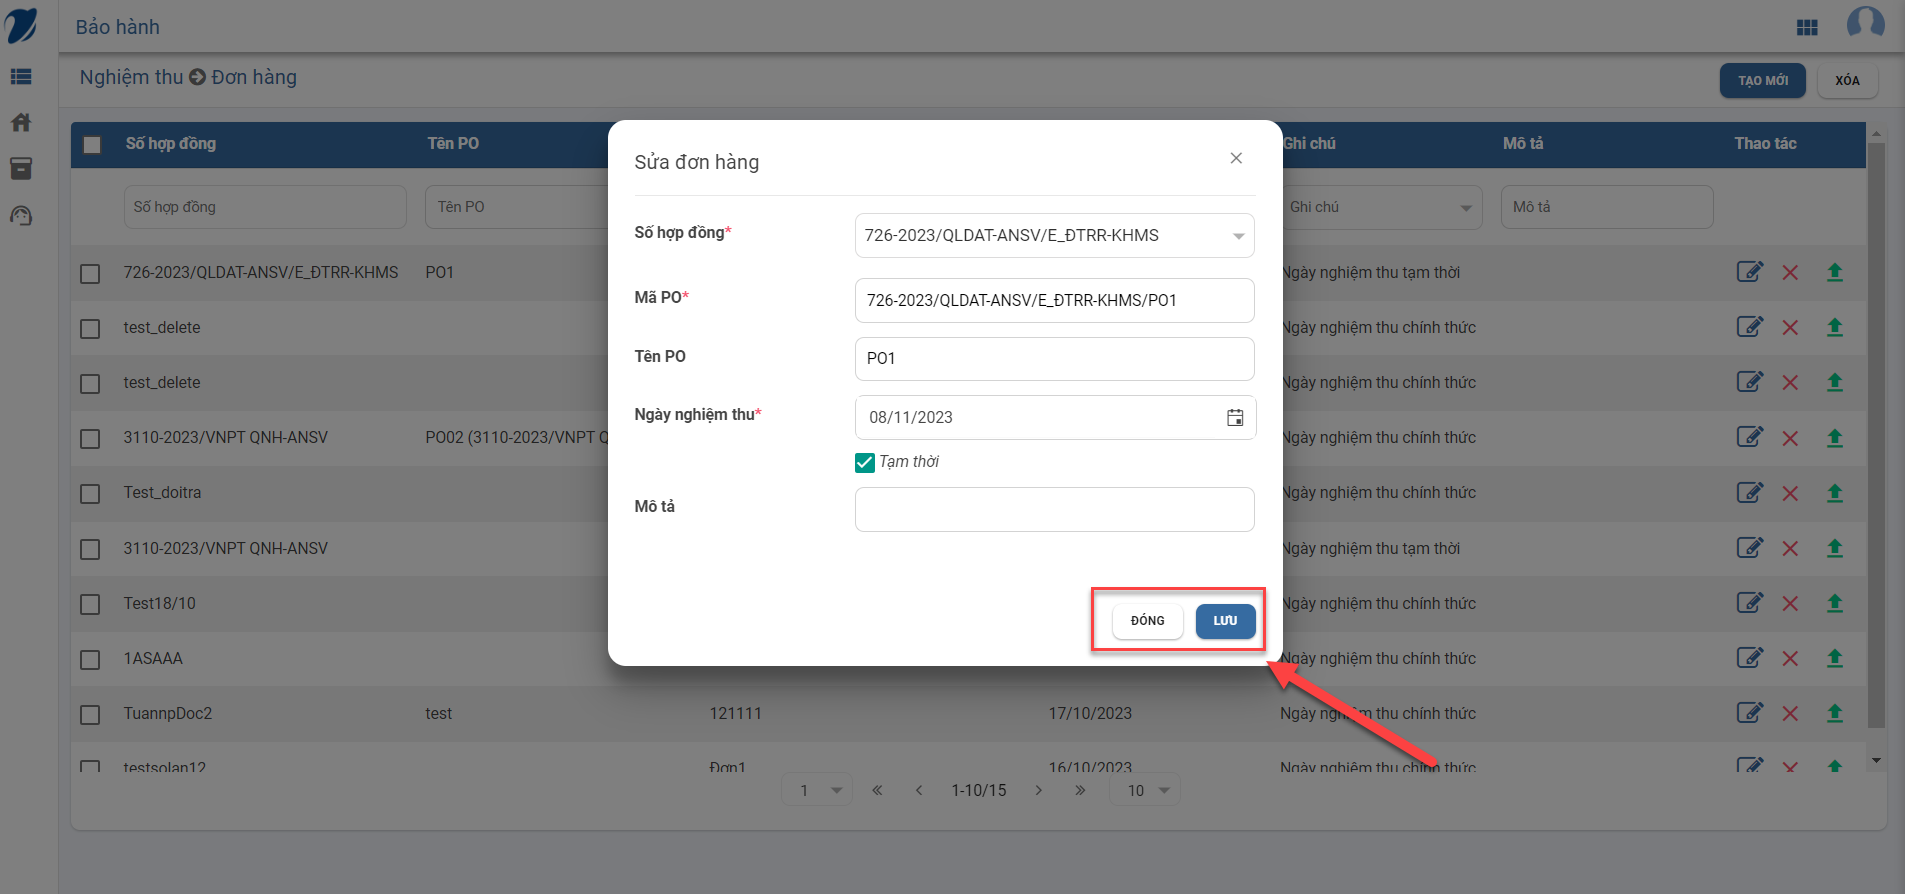 Bảo hành
Nghiệm thu Đơn hàng
TẠO MỚI XÓA
Số hợp đồng Tên PO Ghi chú Mô tả Thao tác
Số hợp đồng Tên PO Ghi chú Mô tả
726-2023/QLDAT-ANSV/E_ĐTRR-KHMS PO1 Ngày nghiệm thu tạm thời
test_delete Ngày nghiệm thu chính thức
test_delete Ngày nghiệm thu chính thức
3110-2023/VNPT QNH-ANSV PO02 (3110-2023/VNPT Q Ngày nghiệm thu chính thức
Test_doitra Ngày nghiệm thu chính thức
3110-2023/VNPT QNH-ANSV Ngày nghiệm thu tạm thời
Test18/10 Ngày nghiệm thu chính thức
1ASAAA Ngày nghiệm thu chính thức
TuannpDoc2 test 121111 17/10/2023 Ngày nghiệm thu chính thức
testsolan12 Đơn1 16/10/2023 Ngày nghiệm thu chính thức
1 1-10/15 10
Sửa đơn hàng
Số hợp đồng* 726-2023/QLDAT-ANSV/E_ĐTRR-KHMS
Mã PO* 726-2023/QLDAT-ANSV/E_ĐTRR-KHMS/PO1
Tên PO PO1
Ngày nghiệm thu* 08/11/2023
Tạm thời
Mô tả
ĐÓNG LƯU